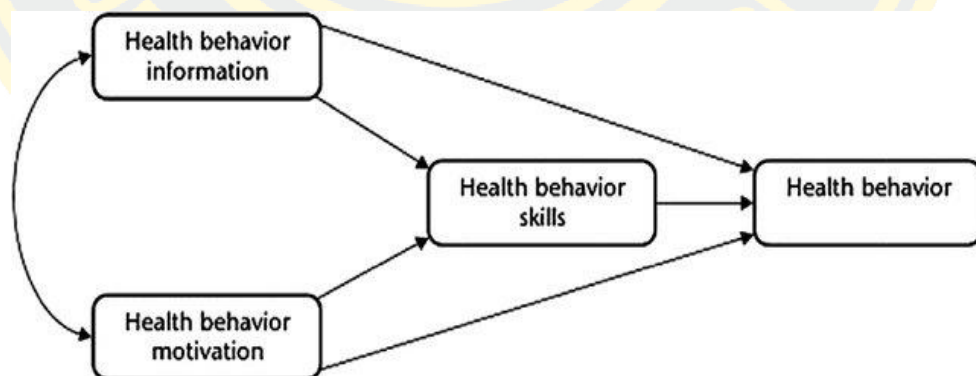 Health behavior
information
Health behavior
skills
Health behavior
Health behavior
motivation